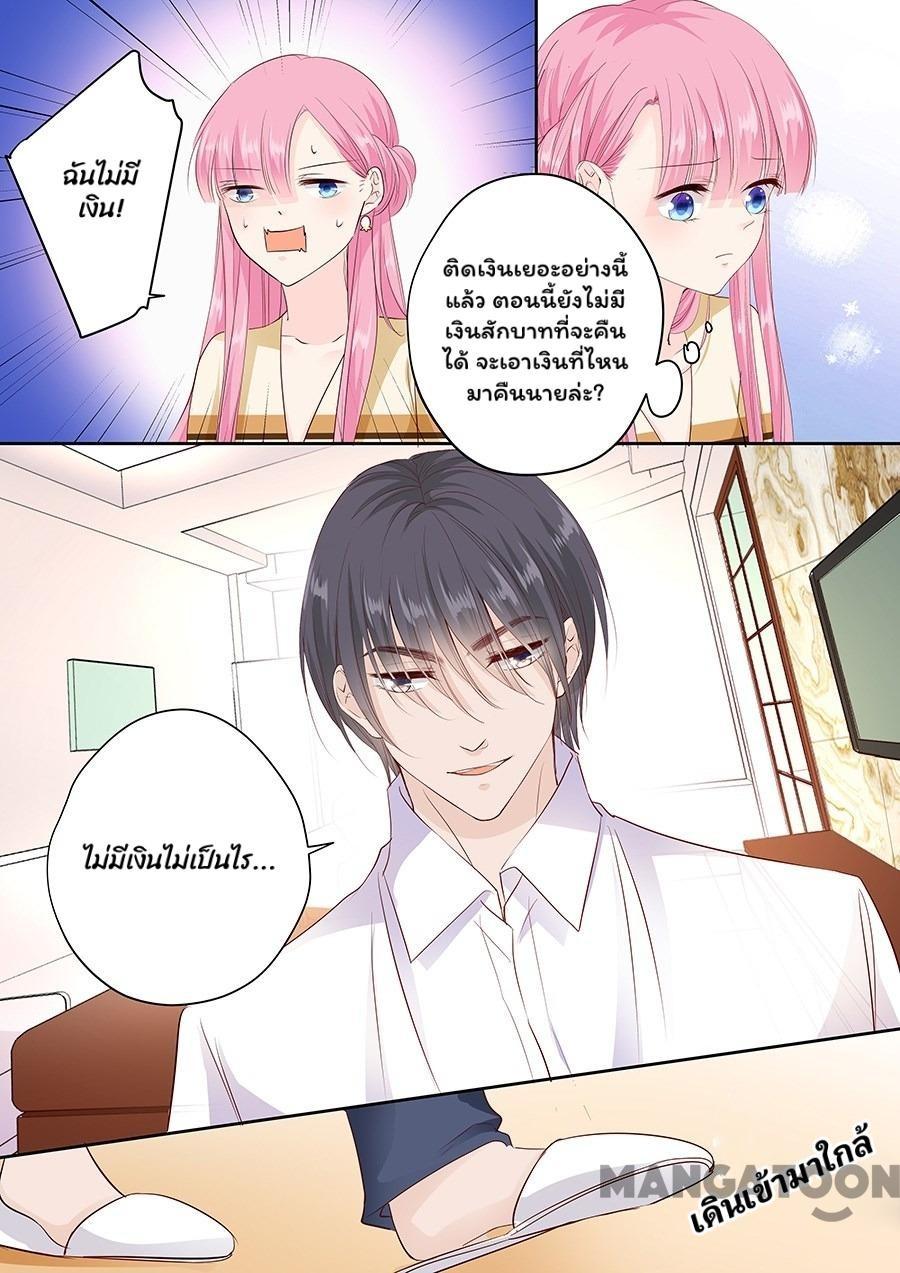 ฉันไม่มี
เงิน!
ติดเงินเยอะอย่างนี้
แล้ว ตอนนี้ยังไม่มี
เงินสักบาทที่จะคืน
ได้ จะเอาเงินที่ไหน
มาคืนนายล่ะ?
ไม่มีเงินไม่เป็นไร...
เดินเข้ามาใกล้
MANGATOON